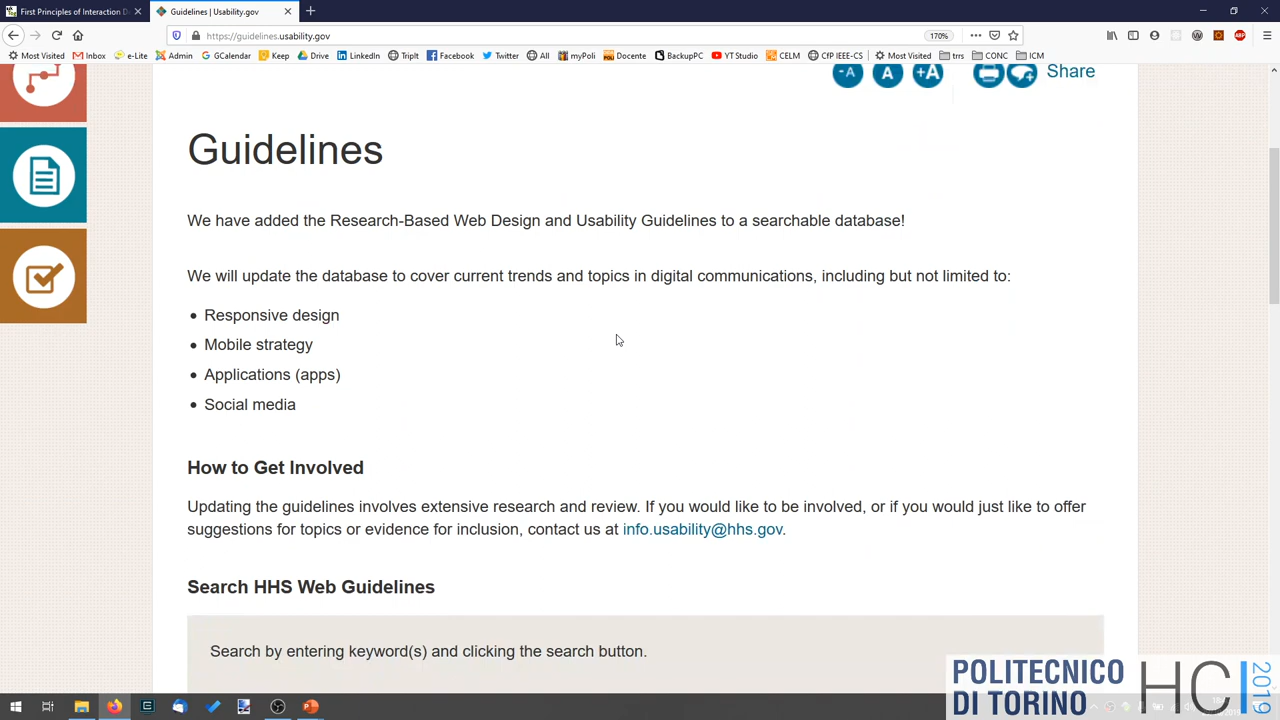 First Principles of Interaction De
Guidelines | Usability.gov
https://guidelines.usability.gov
170%
Most Visited
Inbox
e-Lite
Admin
GCalendar
Keep
Drive
LinkedIn
TripIt
Facebook
Twitter
All
myPoli
Docente
BackupPC
YT Studio
CELM
CfP IEEE-CS
Most Visited
trrs
CONC
ICM
-A
A
+A
Share
Guidelines
We have added the Research-Based Web Design and Usability Guidelines to a searchable database!
We will update the database to cover current trends and topics in digital communications, including but not limited to:
• Responsive design
• Mobile strategy
• Applications (apps)
• Social media
How to Get Involved
Updating the guidelines involves extensive research and review. If you would like to be involved, or if you would just like to offer
suggestions for topics or evidence for inclusion, contact us at info.usability@hhs.gov.
Search HHS Web Guidelines
Search by entering keyword(s) and clicking the search button.
POLITECNICO
DI TORINO
HCI
2019